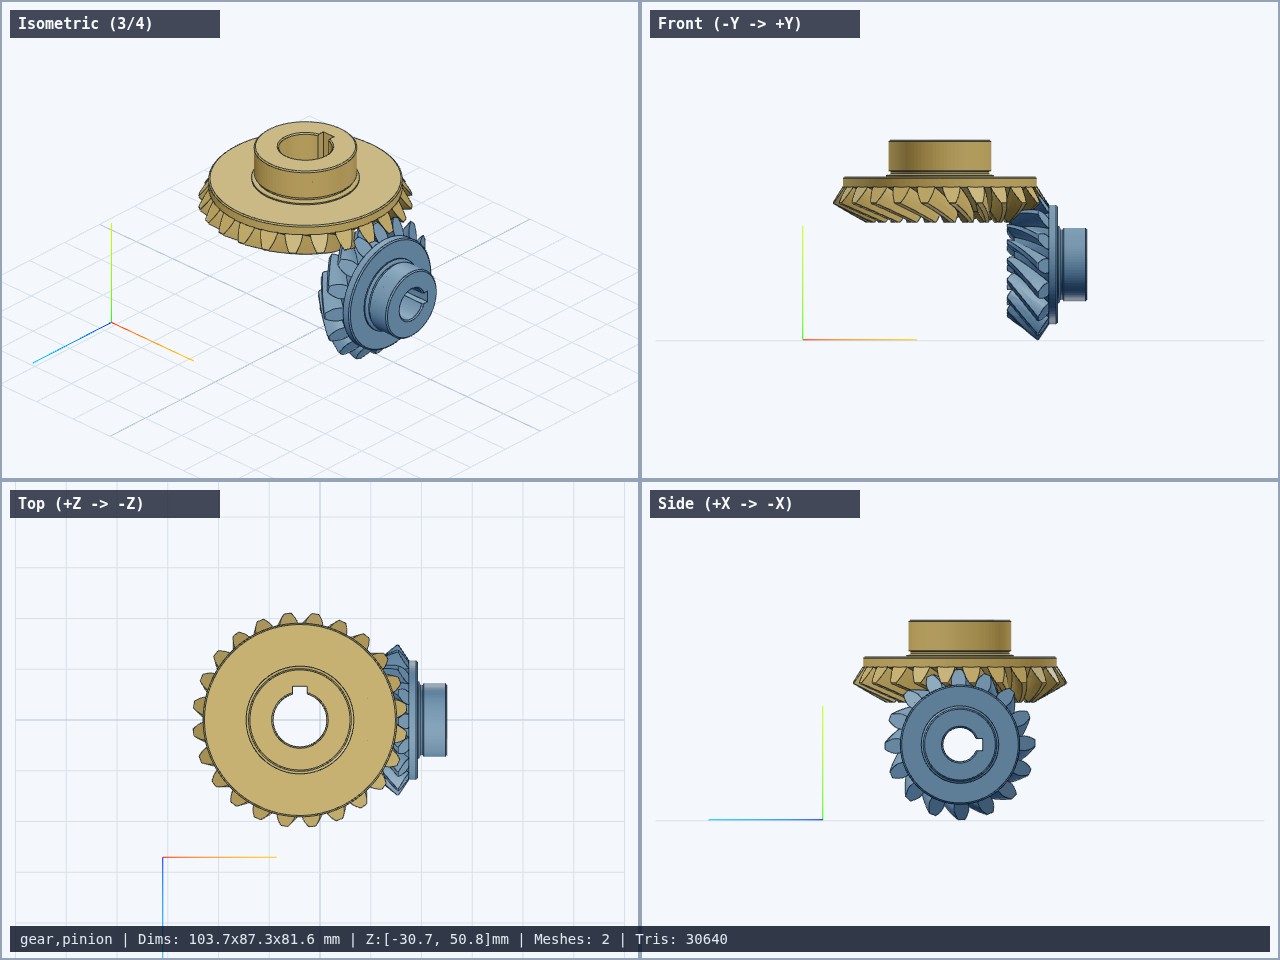 Isometric (3/4)
Front (-Y -> +Y)
Top (+Z -> -Z)
Side (+X -> -X)
gear,pinion | Dims: 103.7x87.3x81.6 mm | Z:[-30.7, 50.8]mm | Meshes: 2 | Tris: 30640